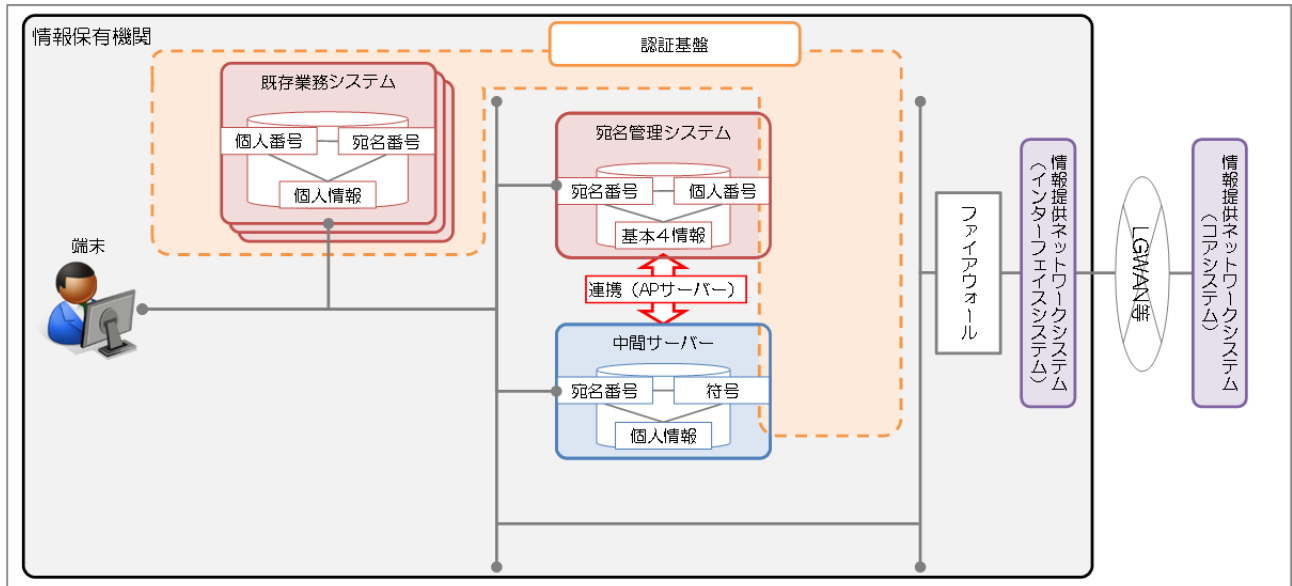 情報保有機関
認証基盤
既存業務システム
個人番号
宛名番号
個人情報
端末
宛名管理システム
宛名番号
個人番号
基本4情報
連携（APサーバー）
中間サーバー
宛名番号
符号
個人情報
ファイアウォール
情報提供ネットワークシステム
（インターフェイスシステム）
LGWAN等
情報提供ネットワークシステム
（コアシステム）